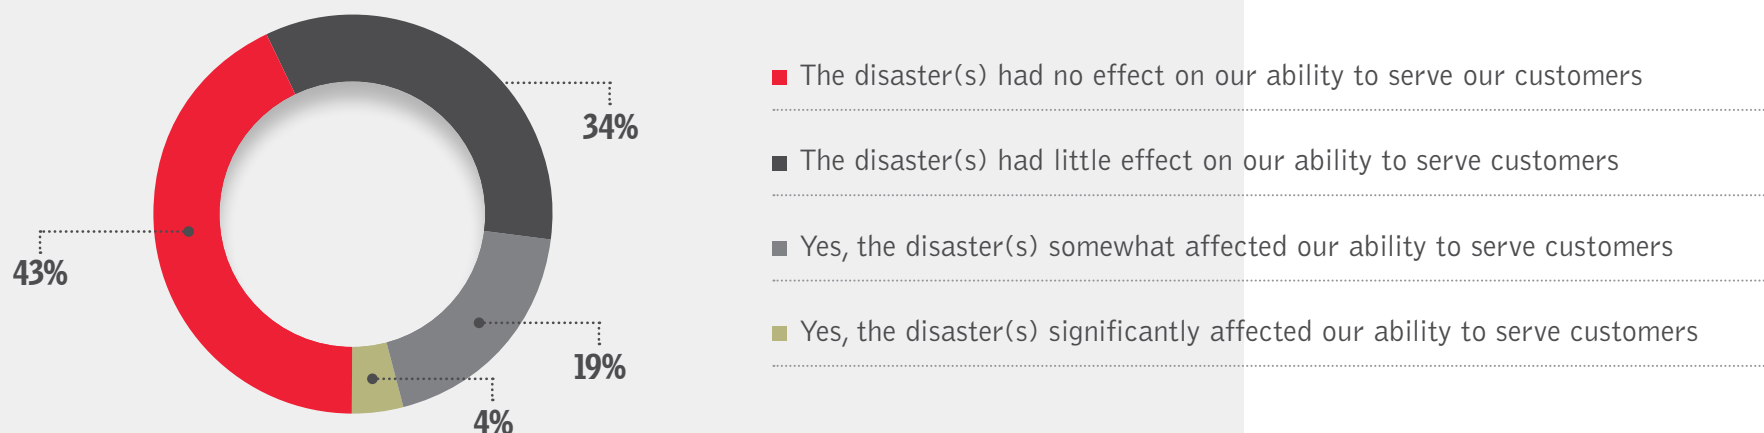 34%
43%
19%
4%
The disaster(s) had no effect on our ability to serve our customers
The disaster(s) had little effect on our ability to serve customers
Yes, the disaster(s) somewhat affected our ability to serve customers
Yes, the disaster(s) significantly affected our ability to serve customers